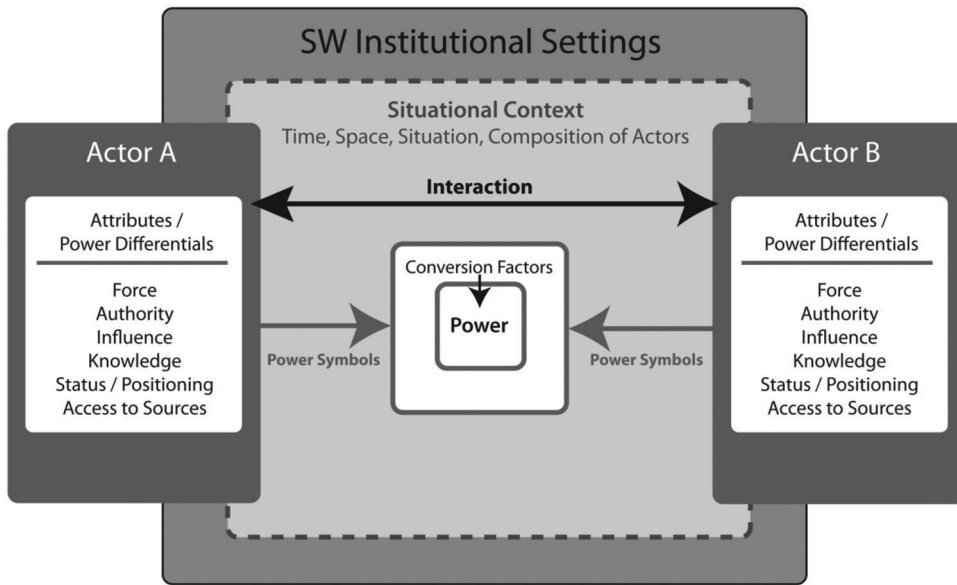 SW Institutional Settings
Situational Context
Time, Space, Situation, Composition of Actors
Actor A
Attributes /
Power Differentials
Force
Authority
Influence
Knowledge
Status / Positioning
Access to Sources
Interaction
Conversion Factors
Power
Power Symbols
Power Symbols
Actor B
Attributes /
Power Differentials
Force
Authority
Influence
Knowledge
Status / Positioning
Access to Sources